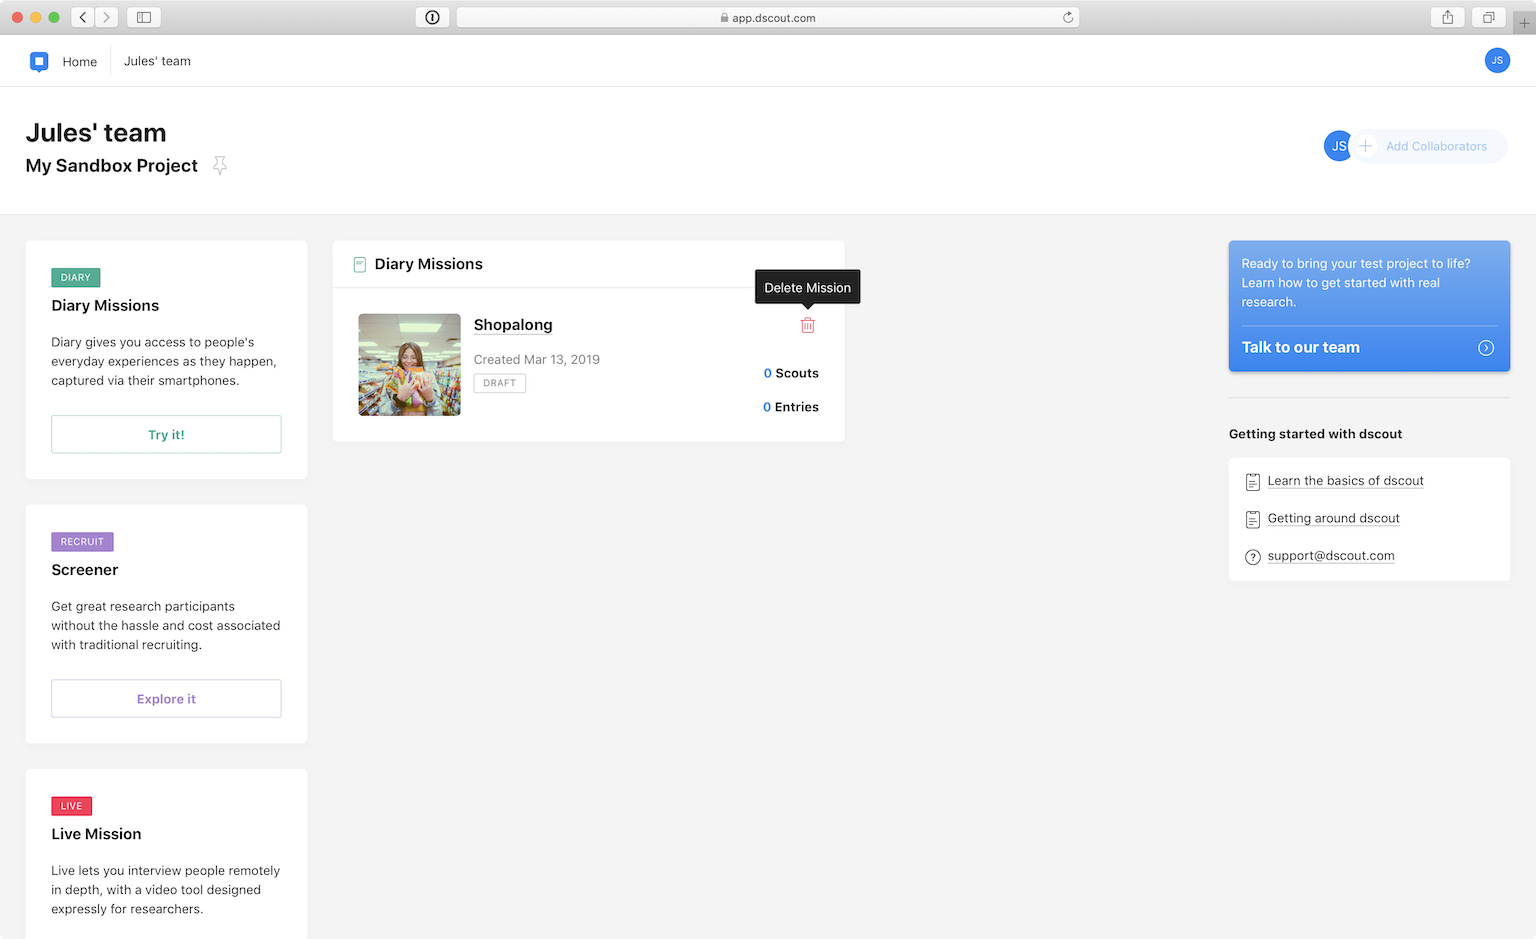 app.dscout.com
Home
Jules' team
JS
Jules' team
My Sandbox Project
JS
Add Collaborators
DIARY
Diary Missions
Diary gives you access to people's
everyday experiences as they happen,
captured via their smartphones.
Try it!
RECRUIT
Screener
Get great research participants
without the hassle and cost associated
with traditional recruiting.
Explore it
LIVE
Live Mission
Live lets you interview people remotely
in depth, with a video tool designed
expressly for researchers.
Diary Missions
Delete Mission
Shopalong
Created Mar 13, 2019
DRAFT
0 Scouts
0 Entries
Ready to bring your test project to life?
Learn how to get started with real
research.
Talk to our team
Getting started with dscout
Learn the basics of dscout
Getting around dscout
support@dscout.com